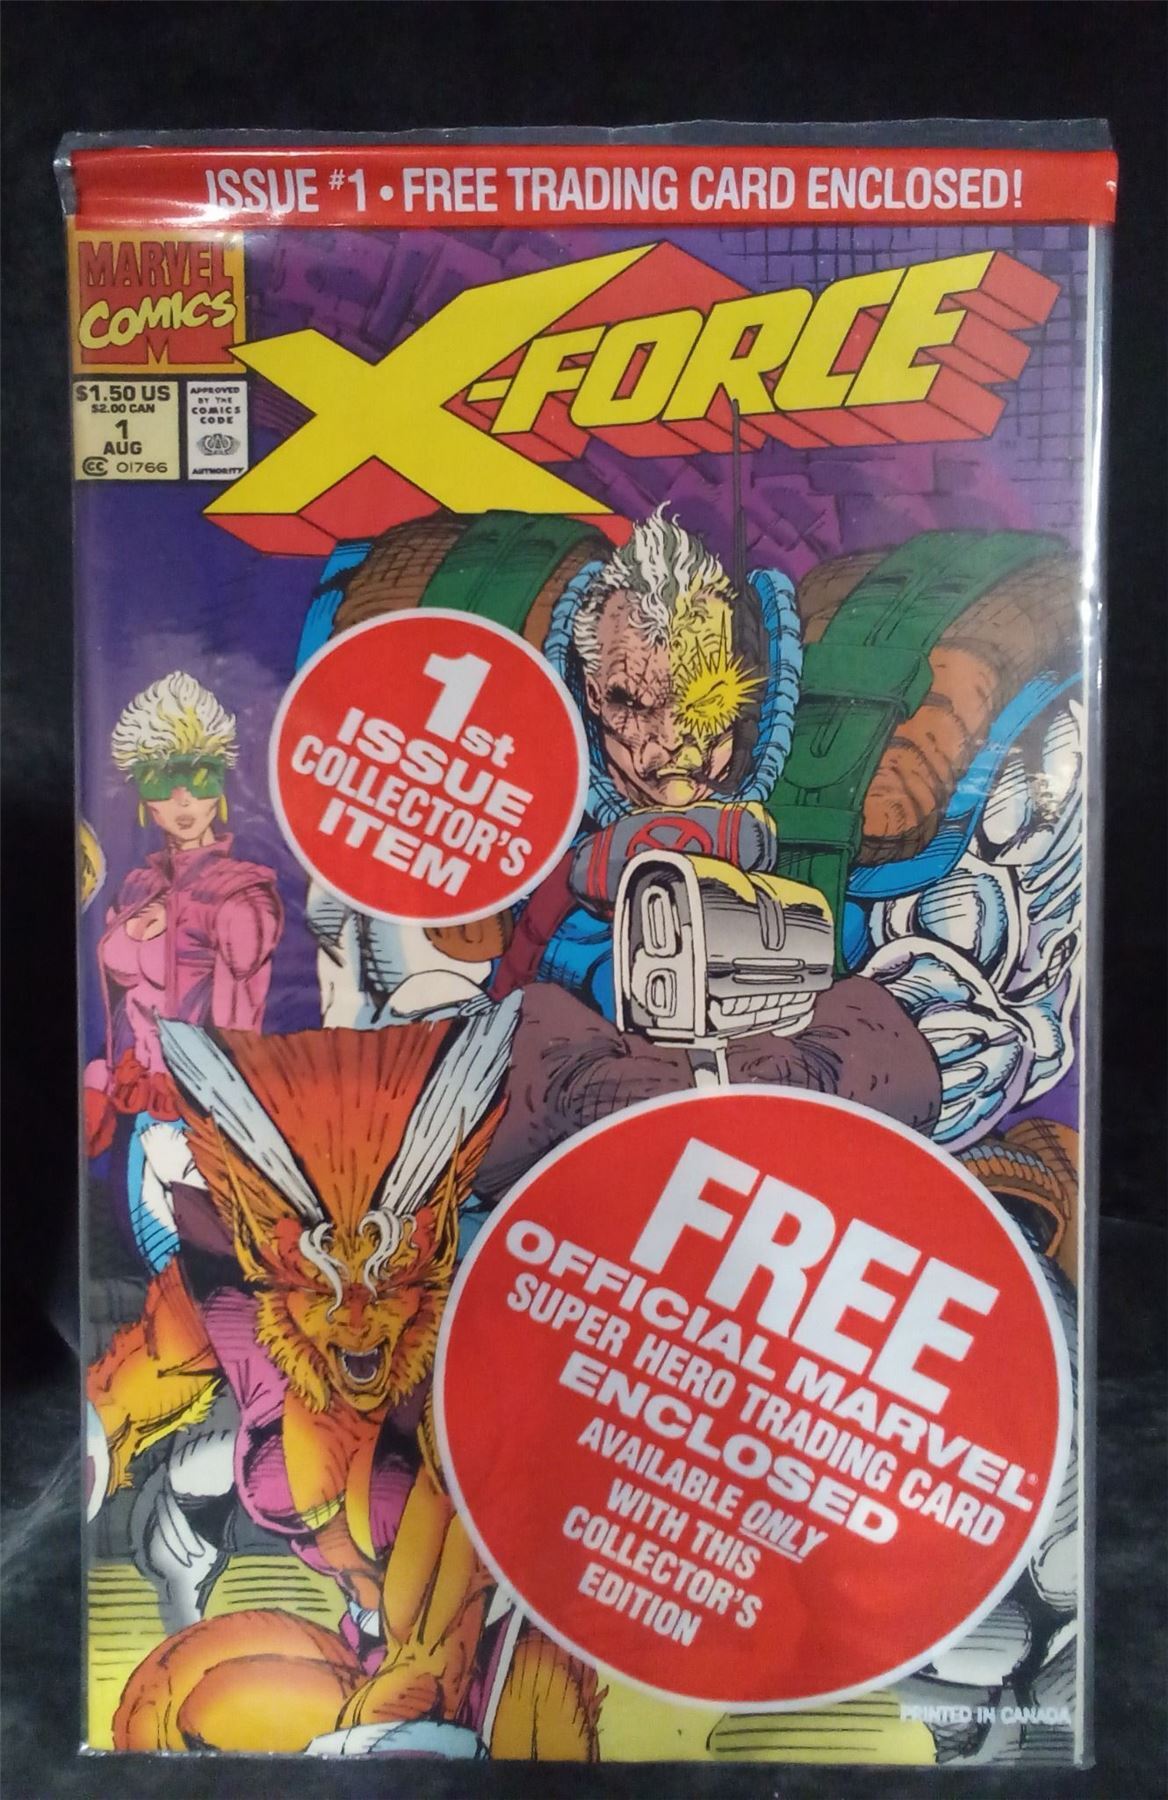 ISSUE #1 • FREE TRADING CARD ENCLOSED!
MARVEL
COMICS
M
X-FORCE
$1.50 US
$2.00 CAN
1
AUG
CC 01766
APPROVED
BY THE
COMICS
CODE
CA
AUTHORITY
1st
ISSUE
COLLECTOR'S
ITEM
FREE
OFFICIAL MARVEL®
SUPER HERO TRADING CARD
ENCLOSED
AVAILABLE ONLY
WITH THIS
COLLECTOR'S
EDITION
PRINTED IN CANADA